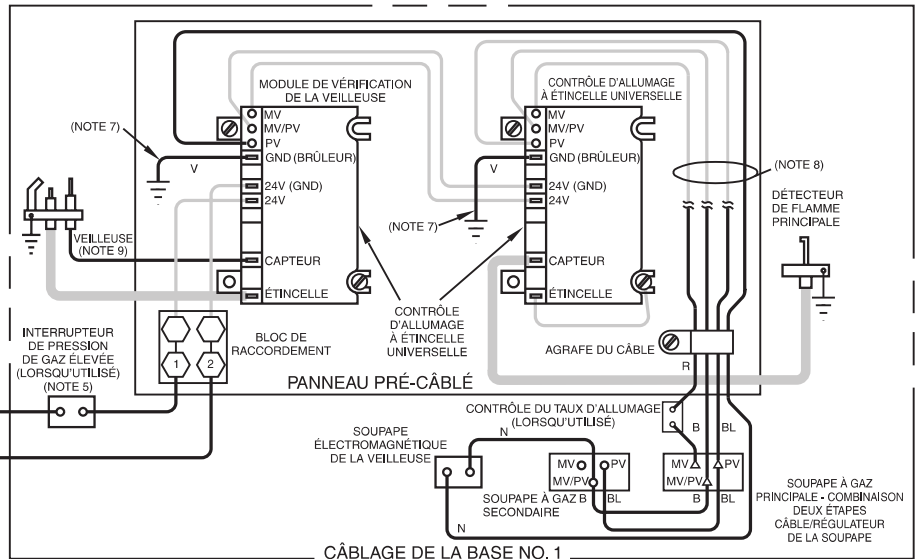 MODULE DE VÉRIFICATION
DE LA VEILLEUSE
CONTRÔLE D'ALLUMAGE
À ÉTINCELLE UNIVERSELLE
(NOTE 7)
MV
MV/PV
PV
GND (BRÛLEUR)
V
24V (GND)
24V
CAPTEUR
ÉTINCELLE
MV
MV/PV
PV
GND (BRÛLEUR)
V
24V (GND)
24V
CAPTEUR
ÉTINCELLE
(NOTE 7)
(NOTE 8)
DÉTECTEUR
DE FLAMME
PRINCIPALE
VEILLEUSE
(NOTE 9)
INTERRUPTEUR
DE PRESSION
DE GAZ ÉLEVÉE
(LORSQU'UTILISÉ)
(NOTE 5)
1
2
BLOC DE
RACCORDEMENT
CONTRÔLE
D'ALLUMAGE
À ÉTINCELLE
UNIVERSELLE
AGRAFE DU CÂBLE
R
PANNEAU PRÉ-CÂBLÉ
CONTRÔLE DU TAUX D'ALLUMAGE
(LORSQU'UTILISÉ)
B
BL
SOUPAPE
ÉLECTROMAGNÉTIQUE
DE LA VEILLEUSE
N
N
MV
PV
MV/PV
SOUPAPE À GAZ
SECONDAIRE
B
BL
MV
PV
MV/PV
B
BL
SOUPAPE À GAZ
PRINCIPALE - COMBINAISON
DEUX ÉTAPES
CÂBLE/RÉGULATEUR
DE LA SOUPAPE
CÂBLAGE DE LA BASE NO. 1